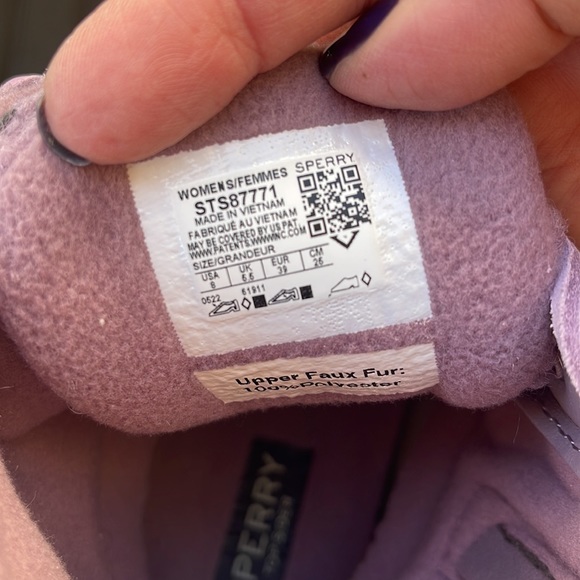 WOMENS/FEMMES
SPERRY
STS87771
MADE IN VIETNAM
FABRIQUÉ AU VIETNAM
MAY BE COVERED BY US PAT.
WWW.PATENTS.WWWINC.COM
SIZE/GRANDEUR
USA UK EUR CM
8 5.5 39 25
0522 61911
Upper Faux Fur:
100%Polyester
SPERRY